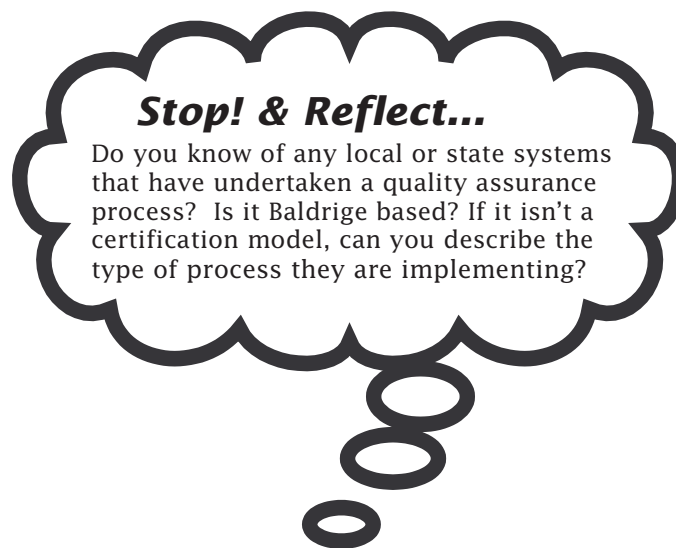 Stop! & Reflect...
Do you know of any local or state systems
that have undertaken a quality assurance
process?  Is it Baldrige based? If it isn't a
certification model, can you describe the
type of process they are implementing?